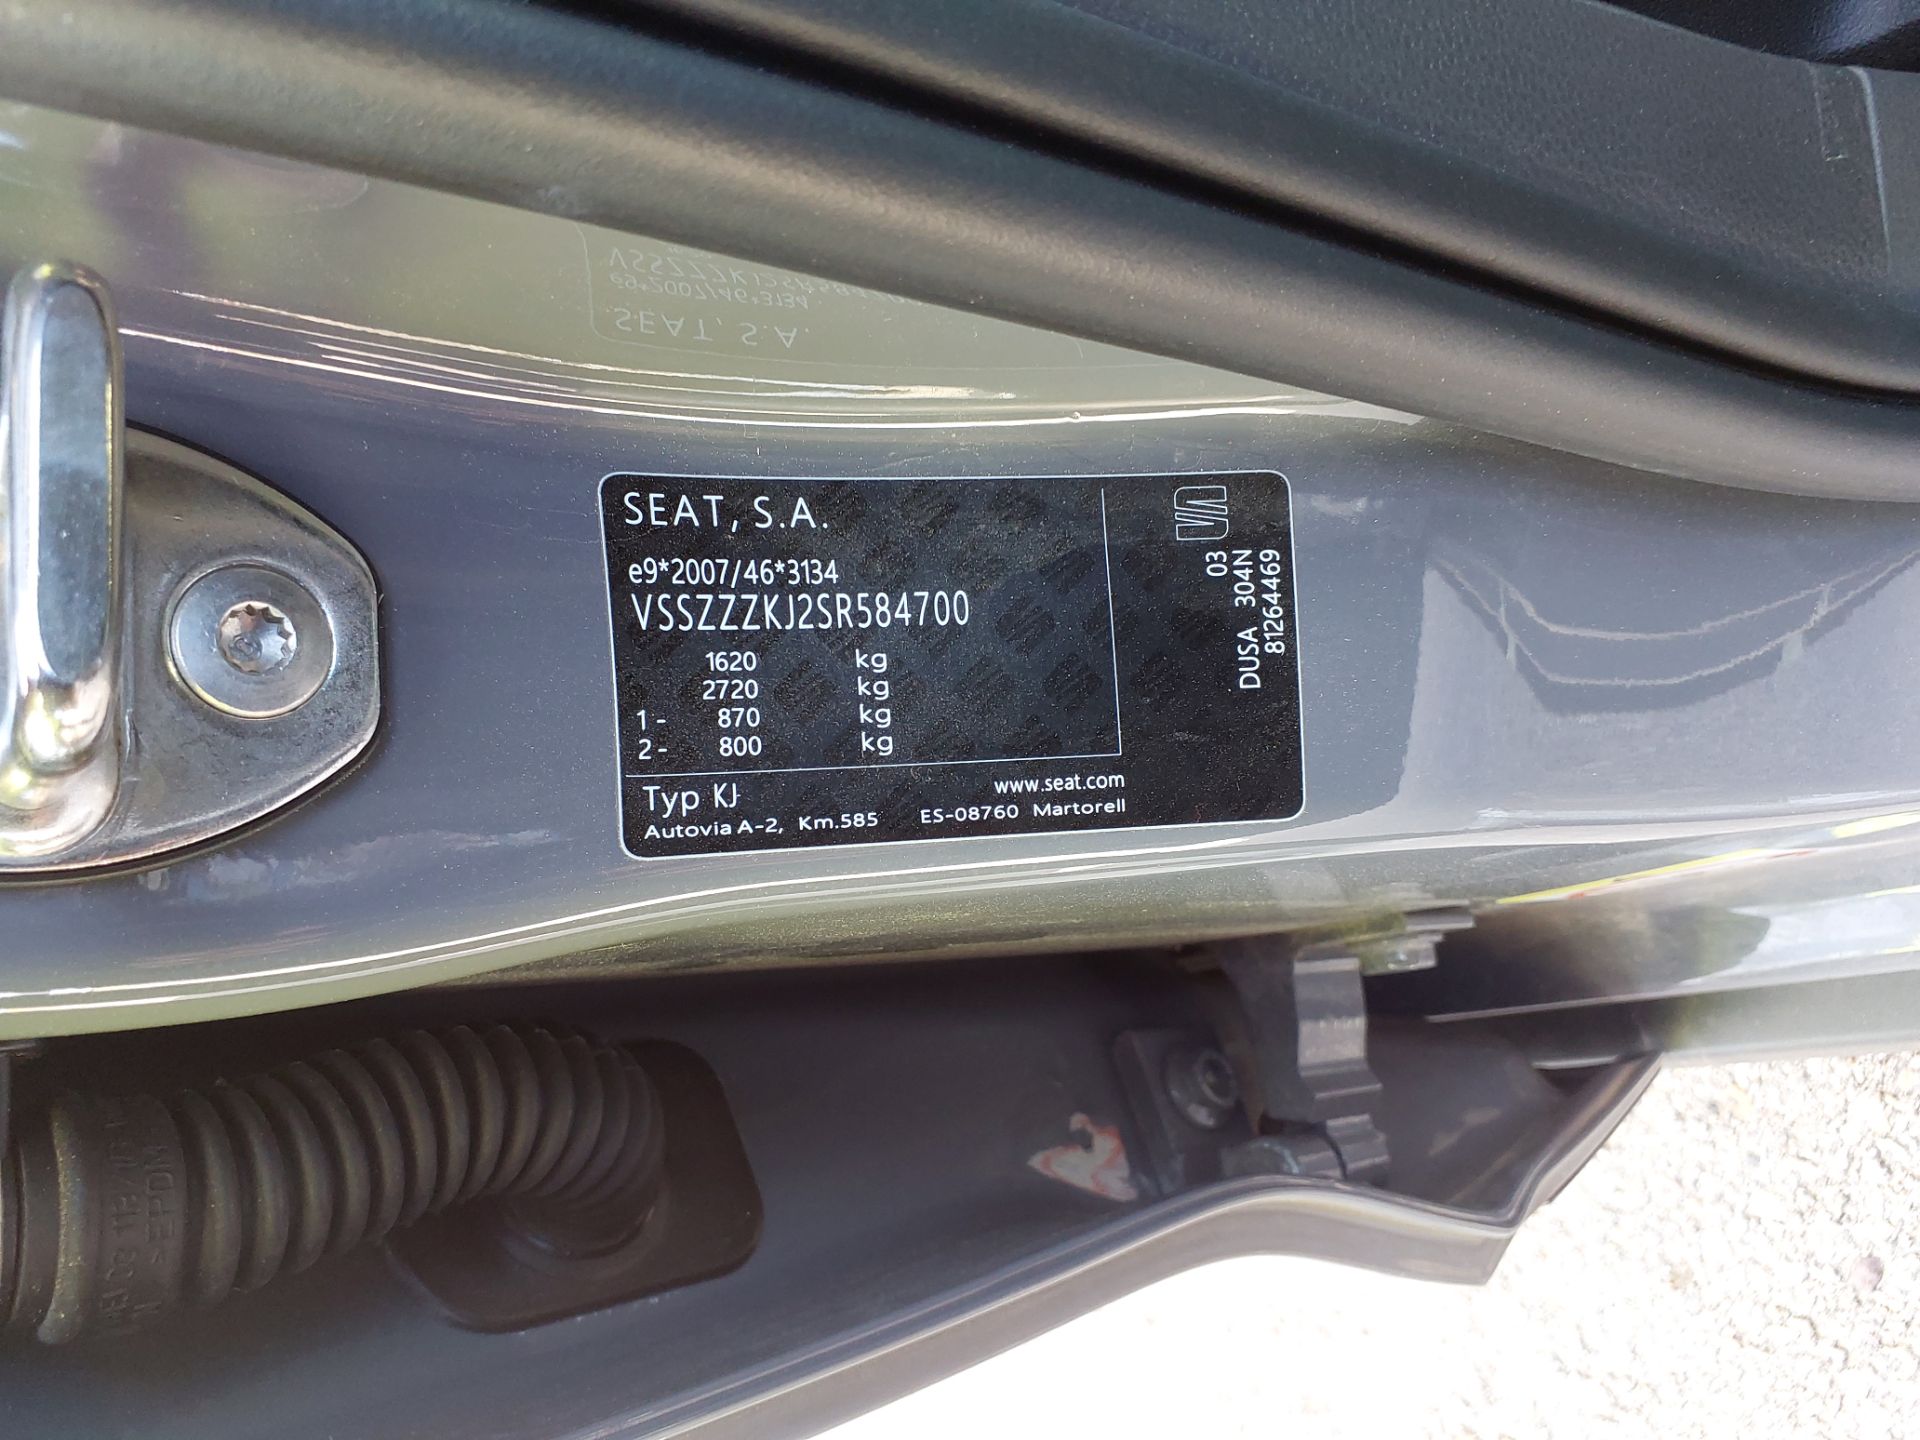 SEAT, S.A.
e9*2007/46*3134
VSSZZZKJ2SR584700
1620 kg
2720 kg
1- 870 kg
2- 800 kg
Typ KJ www.seat.com
Autovia A-2, Km.585 ES-08760 Martorell
03
DUSA 304N
81264469
>EPDM